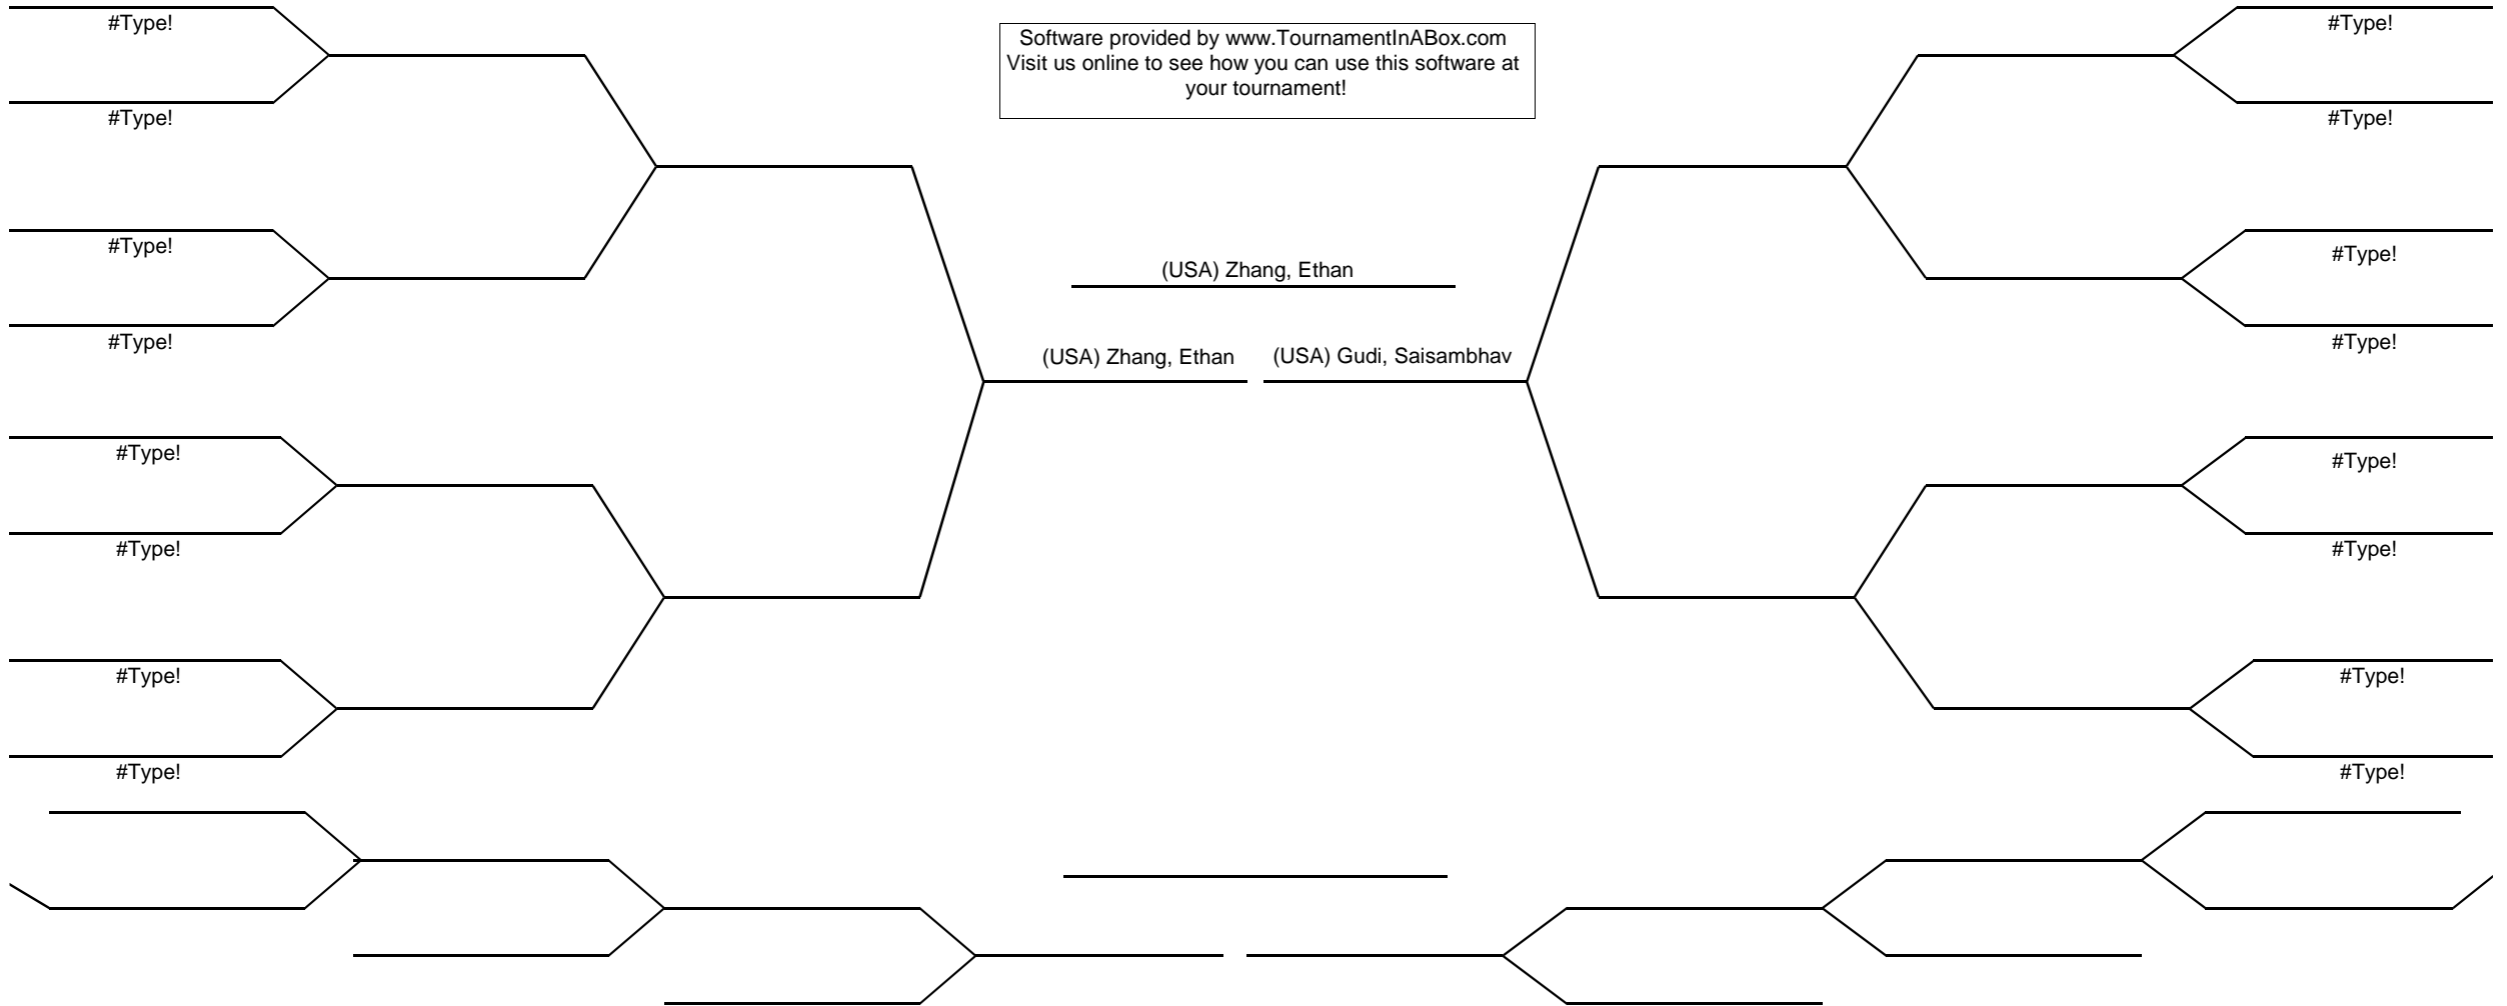 #Type!
#Type!
Software provided by www.TournamentInABox.com
Visit us online to see how you can use this software at
your tournament!
#Type!
#Type!
#Type!
#Type!
(USA) Zhang, Ethan
#Type!
#Type!
(USA) Zhang, Ethan
(USA) Gudi, Saisambhav
#Type!
#Type!
#Type!
#Type!
#Type!
#Type!
#Type!
#Type!